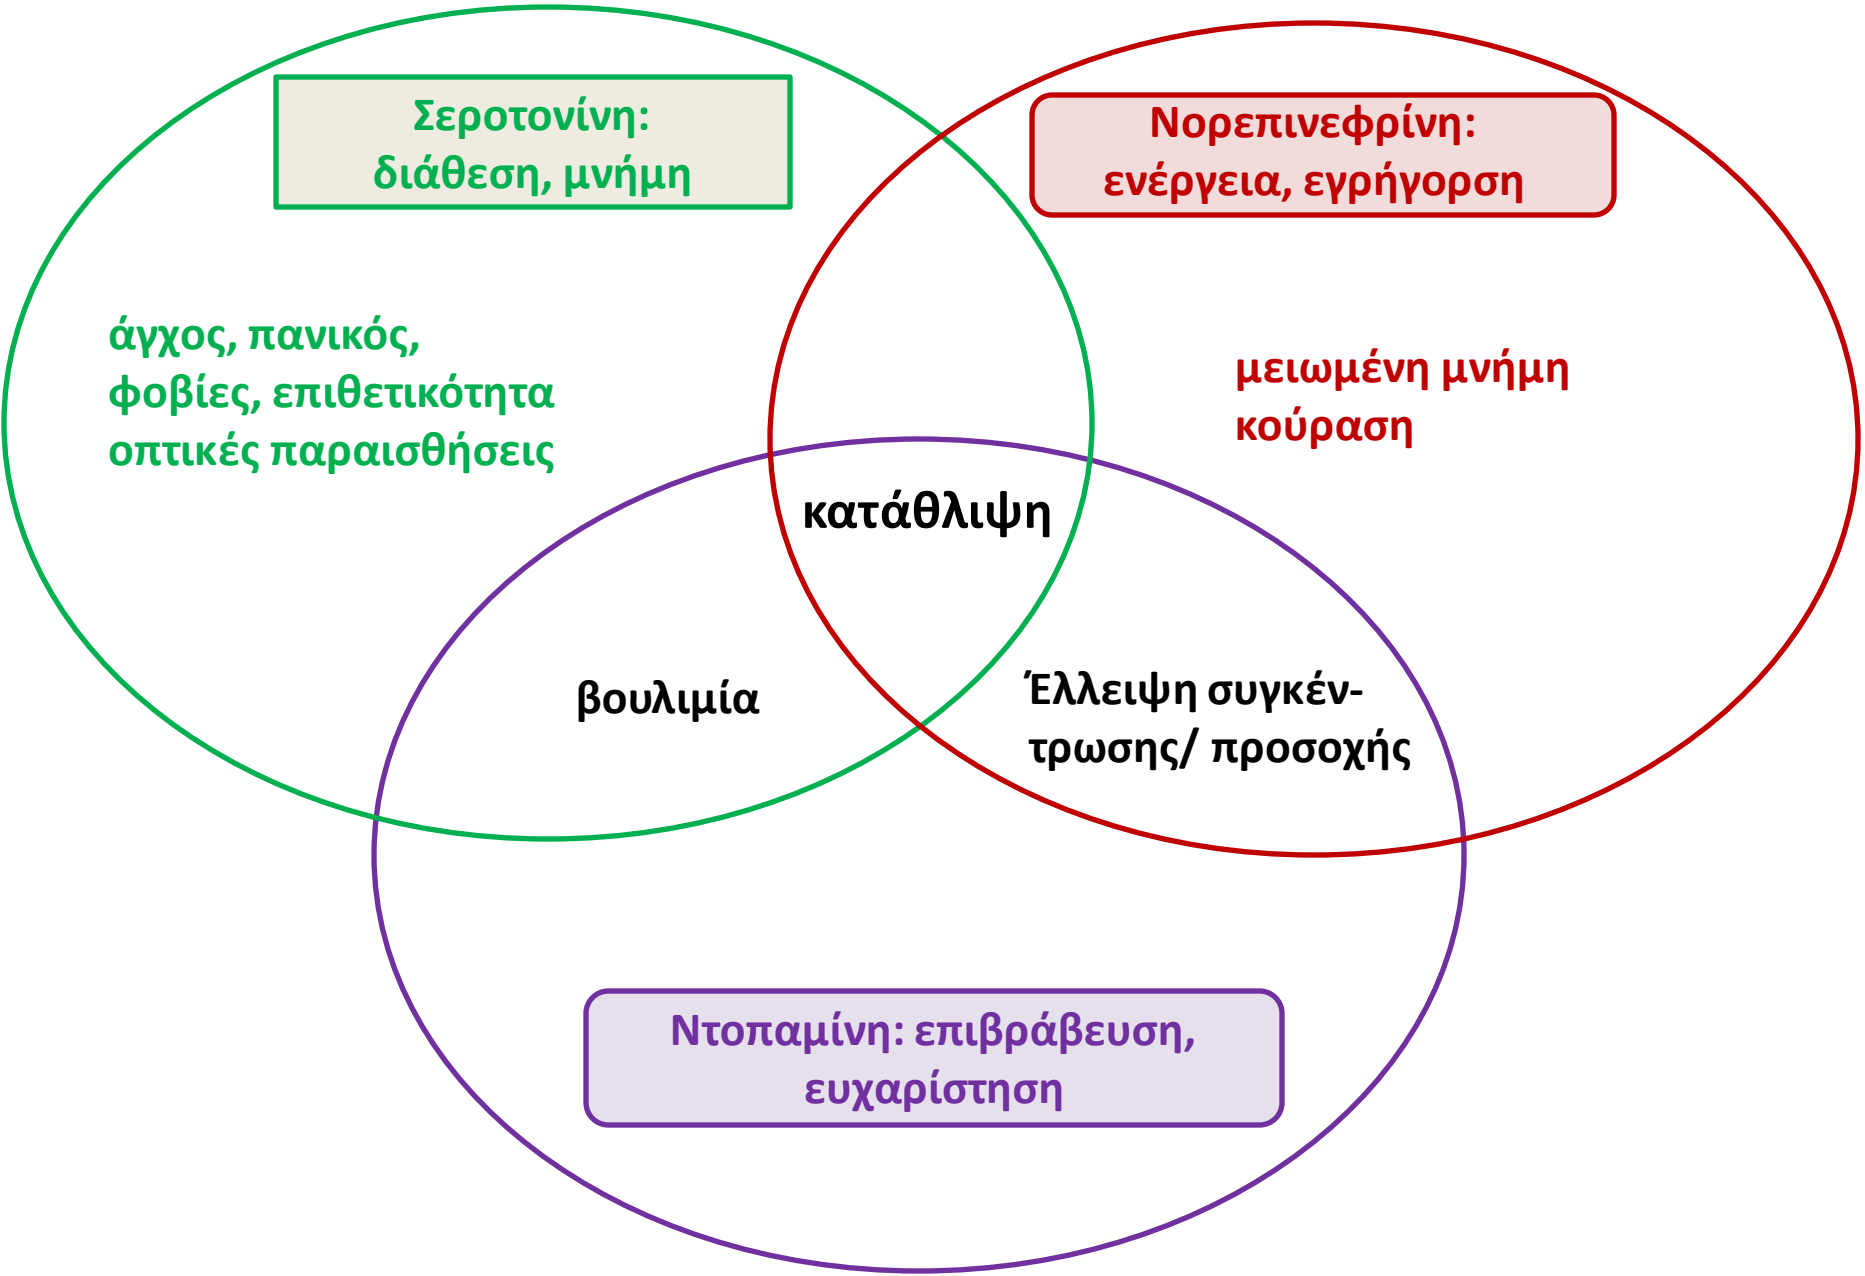 Σεροτονίνη:
διάθεση, μνήμη
Νορεπινεφρίνη:
ενέργεια, εγρήγορση
άγχος, πανικός,
φοβίες, επιθετικότητα
οπτικές παραισθήσεις
μειωμένη μνήμη
κούραση
κατάθλιψη
βουλιμία
Έλλειψη συγκέν-
τρωσης/ προσοχής
Ντοπαμίνη: επιβράβευση,
ευχαρίστηση